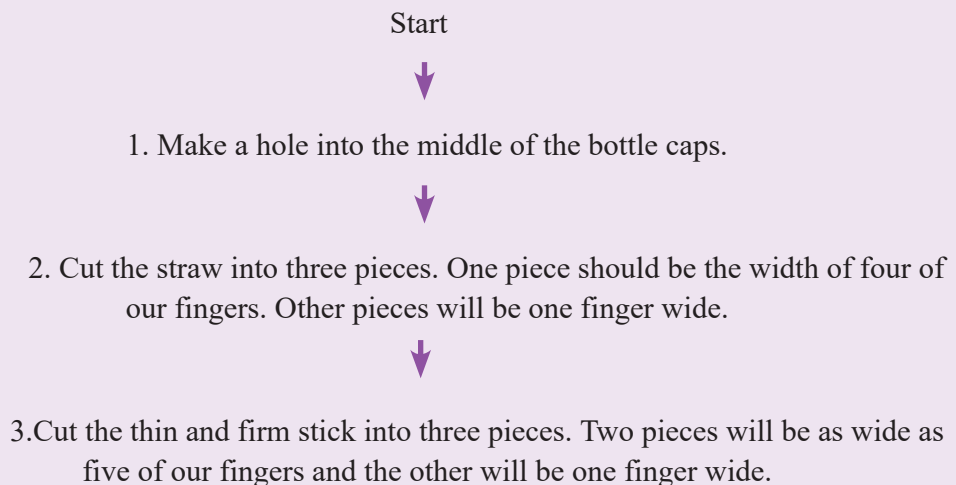 Start
1. Make a hole into the middle of the bottle caps.
2. Cut the straw into three pieces. One piece should be the width of four of
our fingers. Other pieces will be one finger wide.
3.Cut the thin and firm stick into three pieces. Two pieces will be as wide as
five of our fingers and the other will be one finger wide.